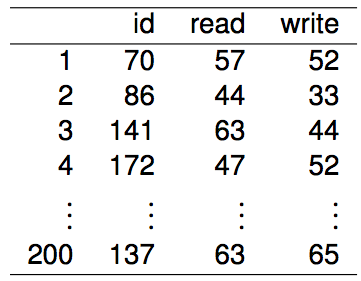 id read write
1 70 57 52
2 86 44 33
3 141 63 44
4 172 47 52
⋮ ⋮ ⋮ ⋮
200 137 63 65